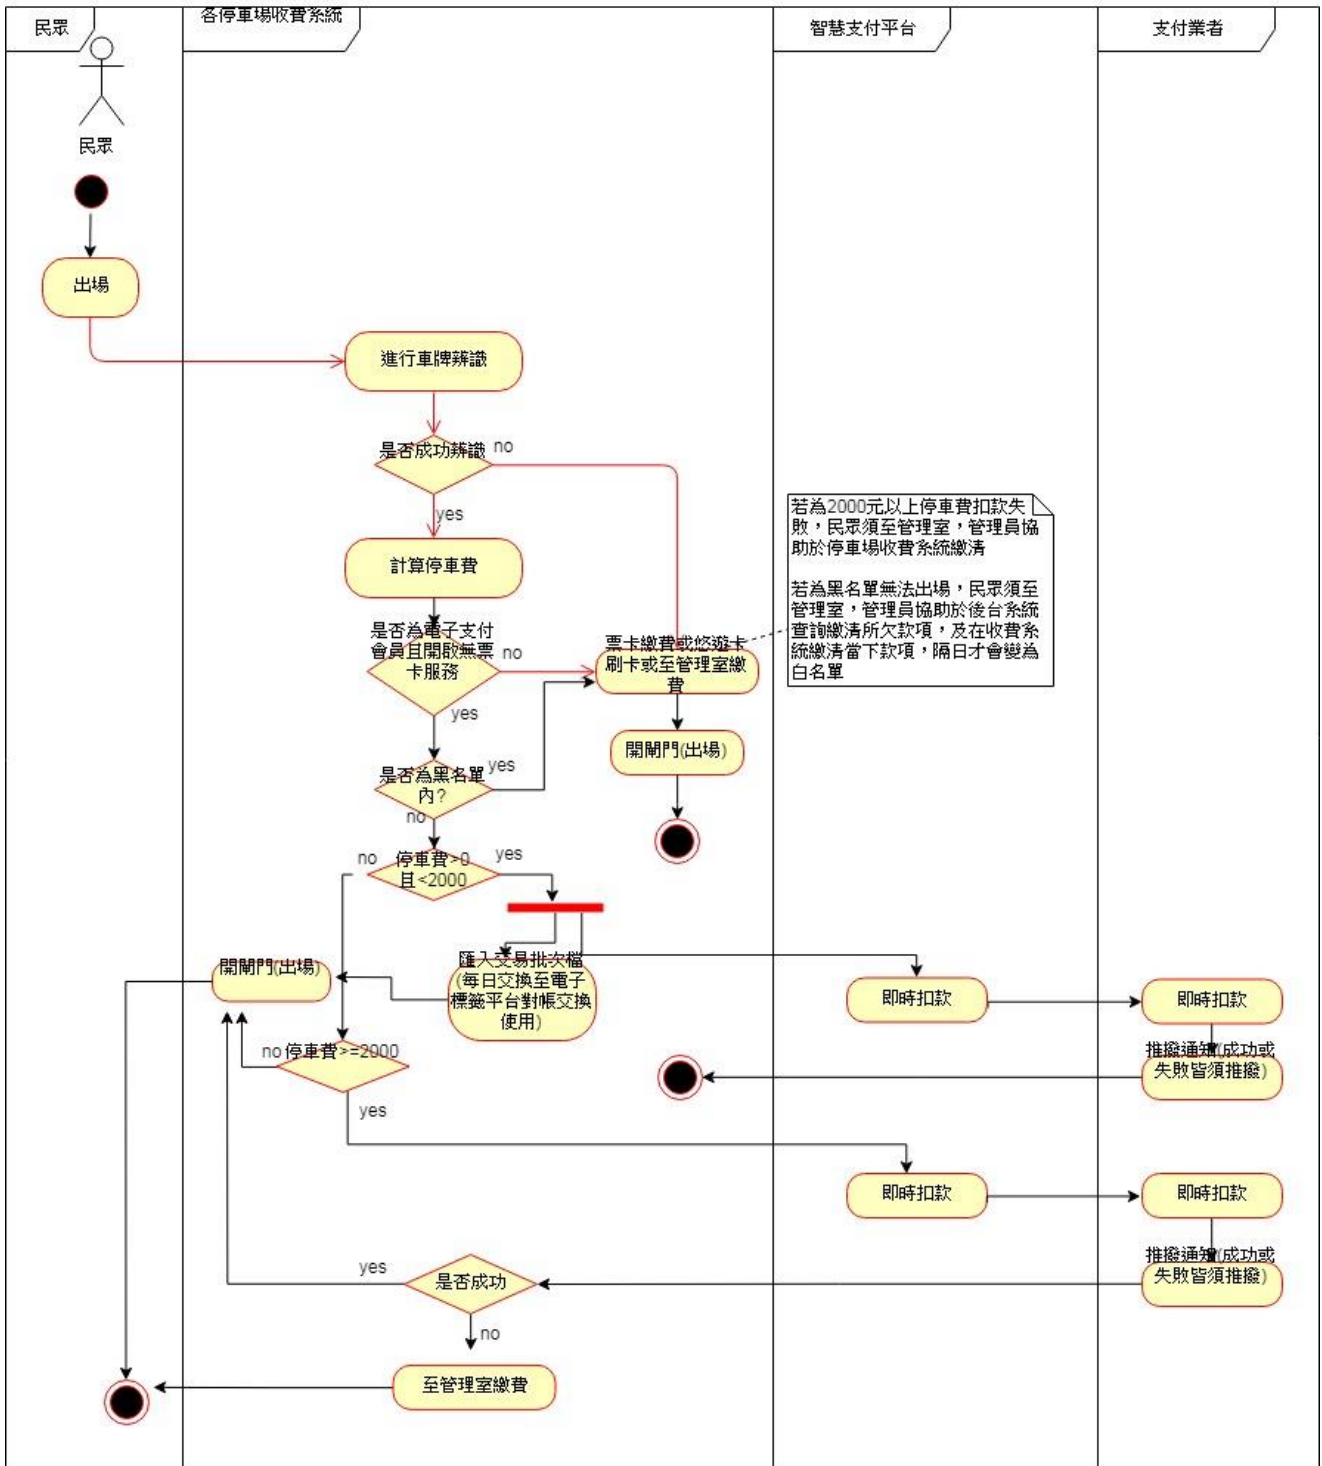 民眾
各停車場收費系統
智慧支付平台
支付業者
民眾
出場
進行車牌辨識
是否成功辨識
no
yes
計算停車費
是否為電子支付
會員且開啟無票
卡服務
no
yes
票卡繳費或悠遊卡
刷卡或至管理室繳
費
若為2000元以上停車費扣款失
敗，民眾須至管理室，管理員協
助於停車場收費系統繳清
若為黑名單無法出場，民眾須至
管理室，管理員協助於後台系統
查詢繳清所欠款項，及在收費系
統繳清當下款項，隔日才會變為
白名單
開閘門(出場)
是否為黑名單
內?
yes
no
停車費>0
且<2000
no
yes
匯入交易批次檔
(每日交換至電子
標籤平台對帳交換
使用)
開閘門(出場)
即時扣款
即時扣款
推撥通知(成功或
失敗皆須推撥)
no
停車費>=2000
yes
即時扣款
即時扣款
推撥通知(成功或
失敗皆須推撥)
是否成功
yes
no
至管理室繳費